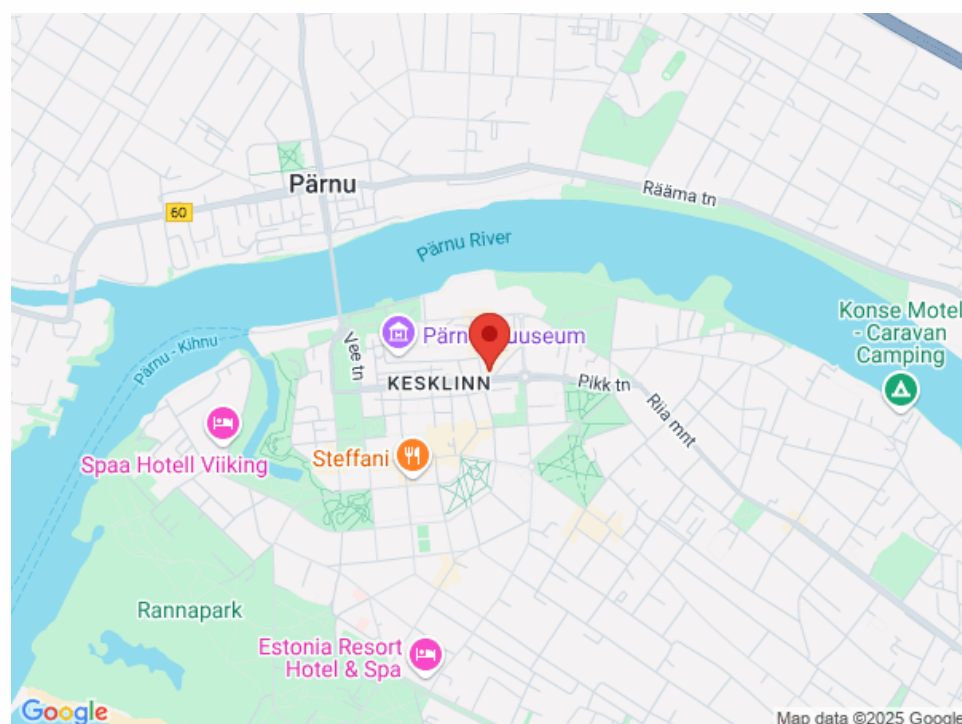 Pärnu
60
Rääma tn
Pärnu River
Konse Motel
- Caravan
Camping
Pärnu - Kihnu
Vee tn
KESKLINN
Pikk tn
Riia mnt
Steffani
Spaa Hotell Viiking
Rannapark
Estonia Resort
Hotel & Spa
Google
Map data ©2025 Google